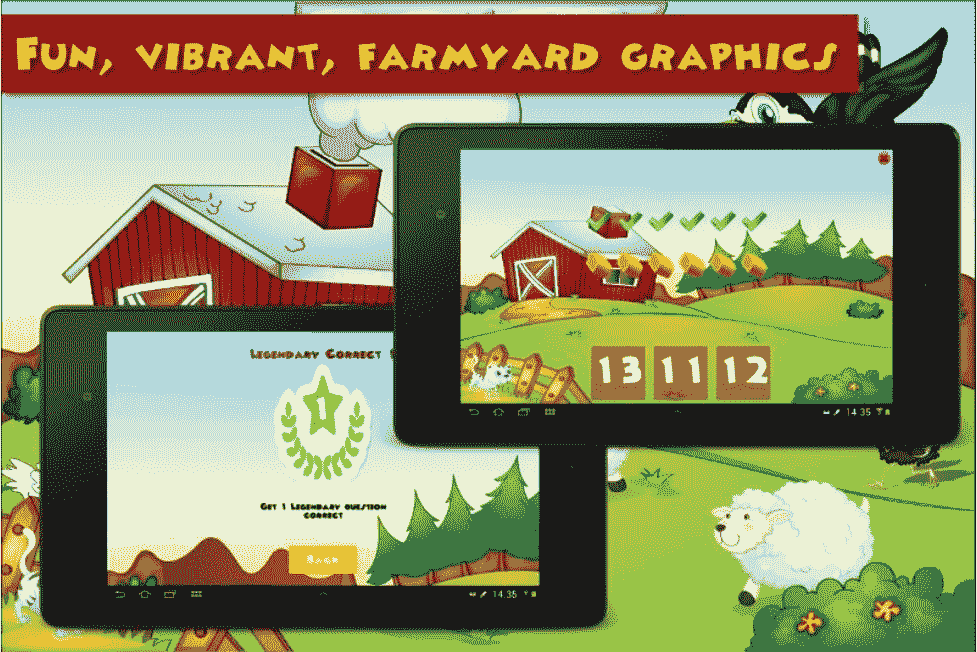 Fun, vibrant, farmyard graphics
13 11 12
14 35
Legendary Correct
1
Get 1 Legendary question
correct
Back
14.35